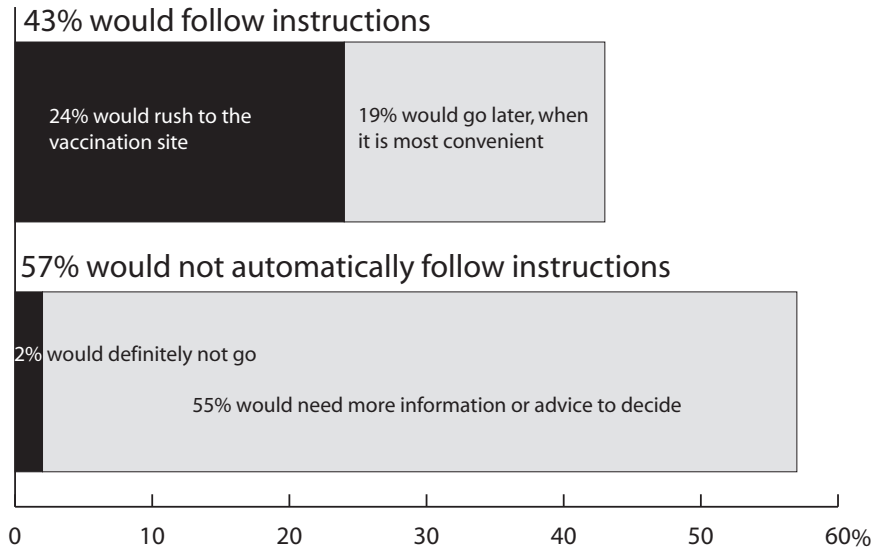 43% would follow instructions
24% would rush to the
vaccination site
19% would go later, when
it is most convenient
57% would not automatically follow instructions
2% would definitely not go
55% would need more information or advice to decide
0 10 20 30 40 50 60%